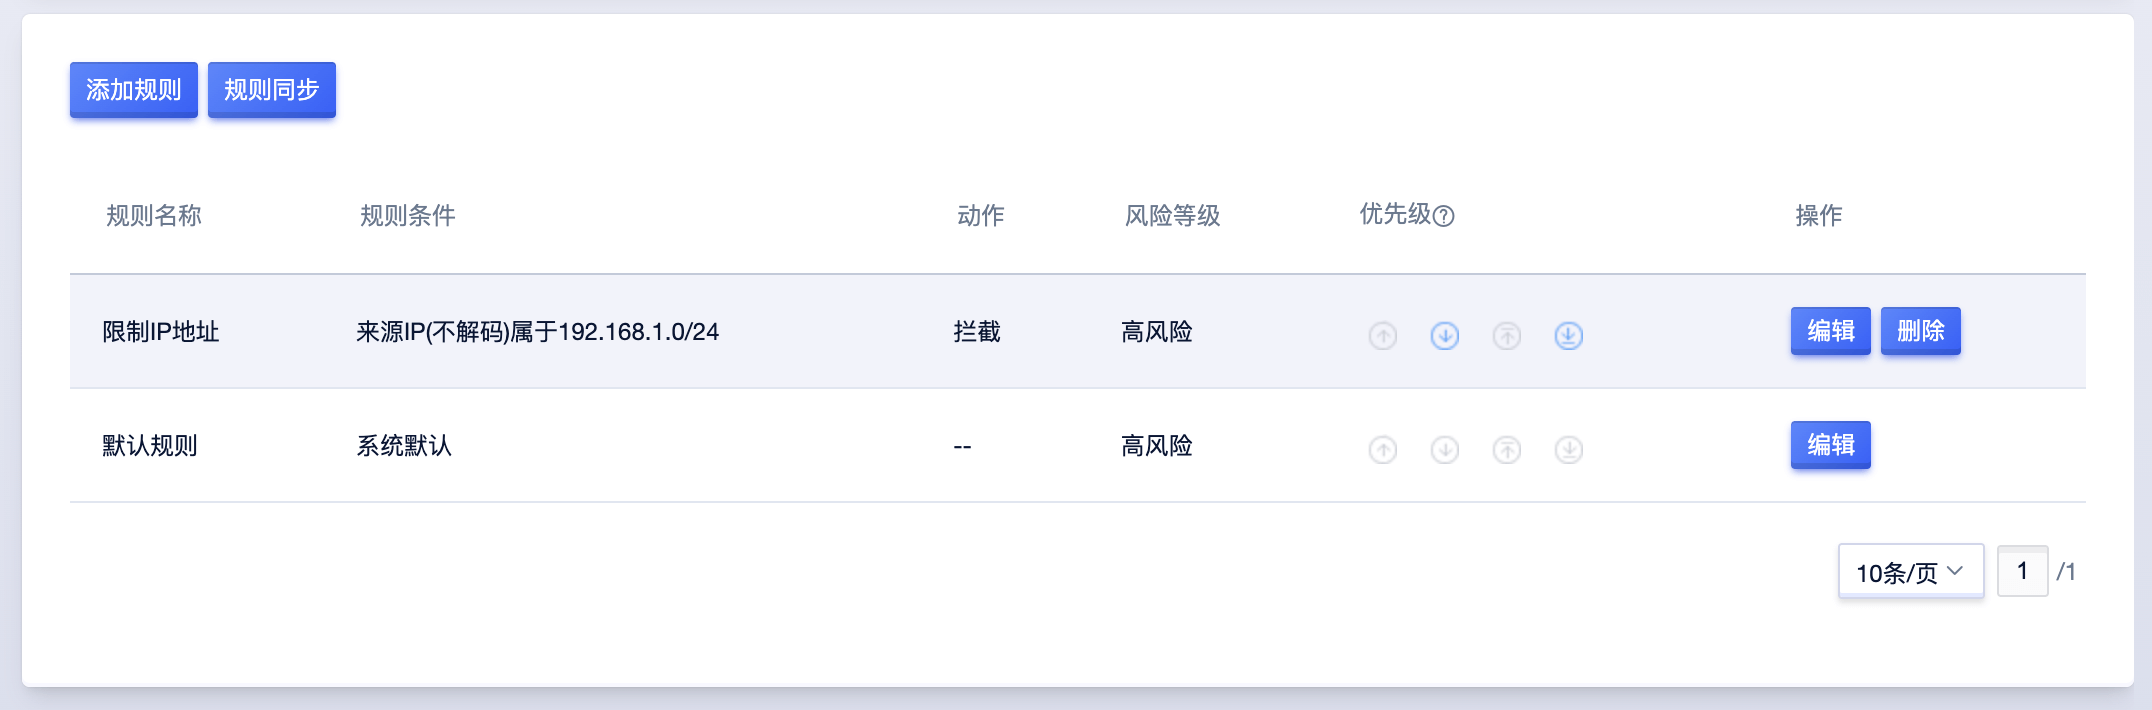 添加规则 规则同步
规则名称 规则条件 动作 风险等级 优先级?
限制IP地址 来源IP(不解码)属于192.168.1.0/24 拦截 高风险 编辑 删除
默认规则 系统默认 -- 高风险 编辑
10条/页 1 /1